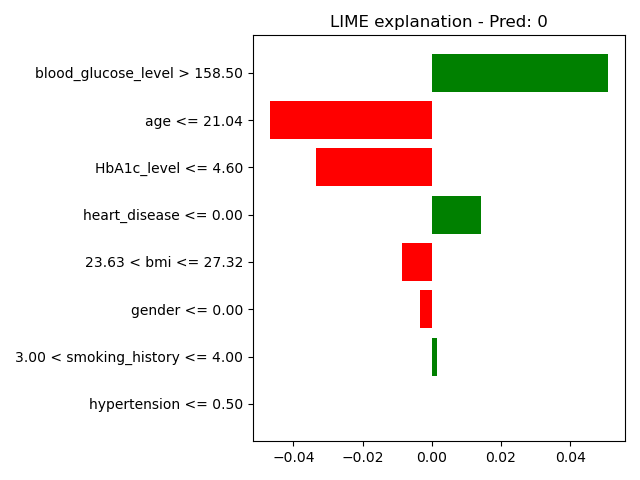 LIME explanation - Pred: 0
blood_glucose_level > 158.50
age <= 21.04
HbA1c_level <= 4.60
heart_disease <= 0.00
23.63 < bmi <= 27.32
gender <= 0.00
3.00 < smoking_history <= 4.00
hypertension <= 0.50
−0.04 −0.02 0.00 0.02 0.04